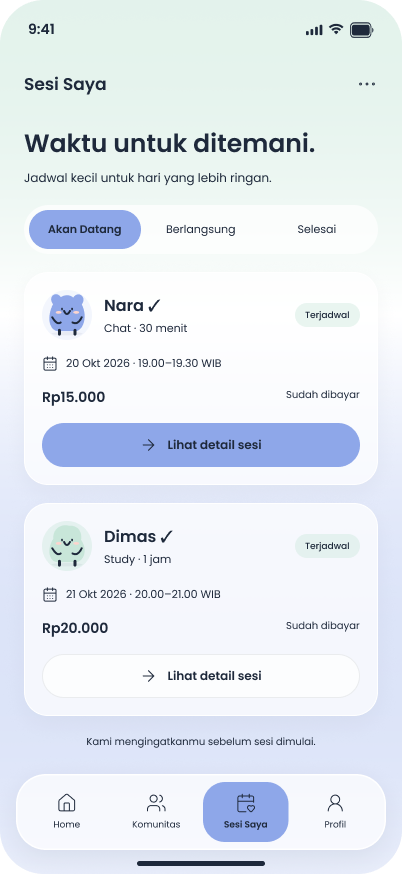 9:41
Sesi Saya
Waktu untuk ditemani.
Jadwal kecil untuk hari yang lebih ringan.
Akan Datang Berlangsung Selesai
Nara ✓
Chat · 30 menit
Terjadwal
20 Okt 2026 · 19.00–19.30 WIB
Rp15.000 Sudah dibayar
Lihat detail sesi
Dimas ✓
Study · 1 jam
Terjadwal
21 Okt 2026 · 20.00–21.00 WIB
Rp20.000 Sudah dibayar
Lihat detail sesi
Kami mengingatkanmu sebelum sesi dimulai.
Home Komunitas Sesi Saya Profil